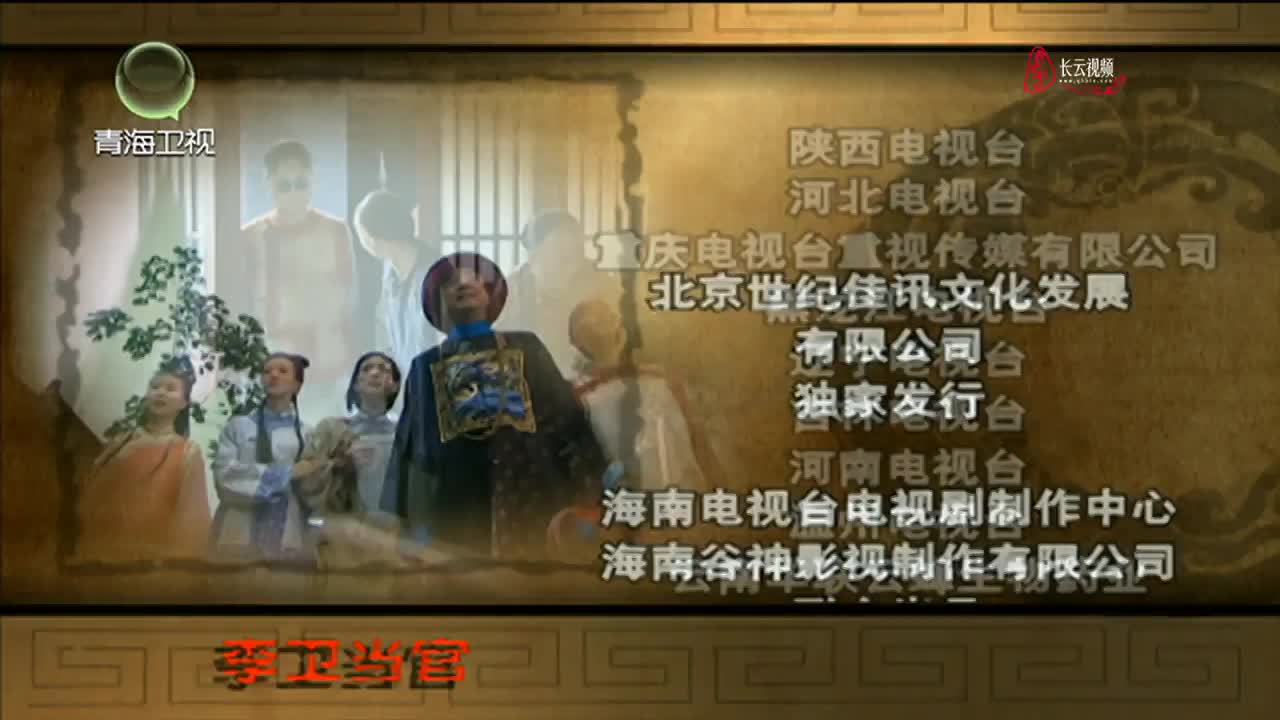 青海卫视
长云视频
陕西电视台
河北电视台
重庆电视台重视传媒有限公司
北京世纪佳讯文化发展
有限公司
独家发行
河南电视台
海南电视台电视剧制作中心
海南谷神影视制作有限公司
李卫当官